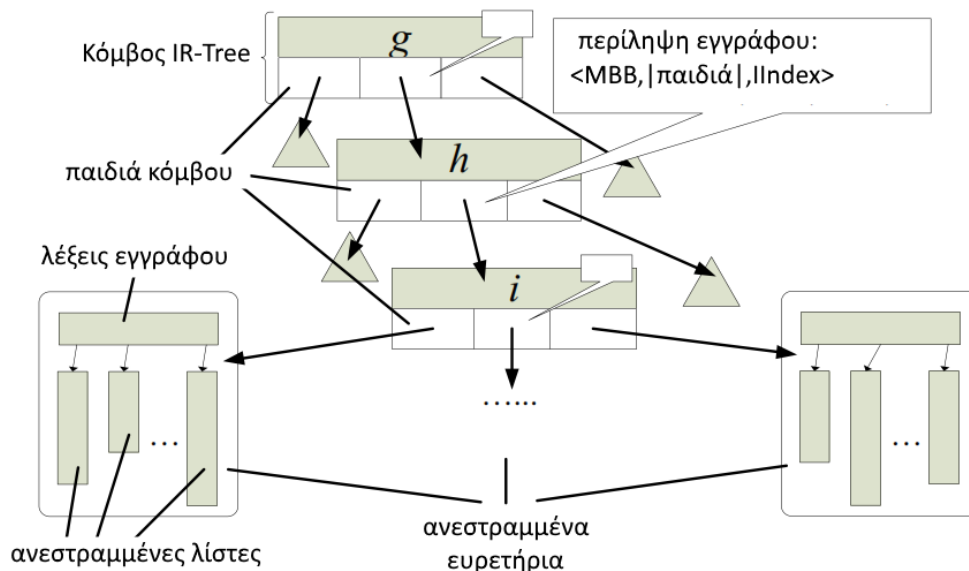 Κόμβος IR-Tree
g
περίληψη εγγράφου:
<MBB,|παιδιά|,IIndex>
παιδιά κόμβου
h
λέξεις εγγράφου
i
…...
…
…
ανεστραμμένες λίστες
ανεστραμμένα
ευρετήρια